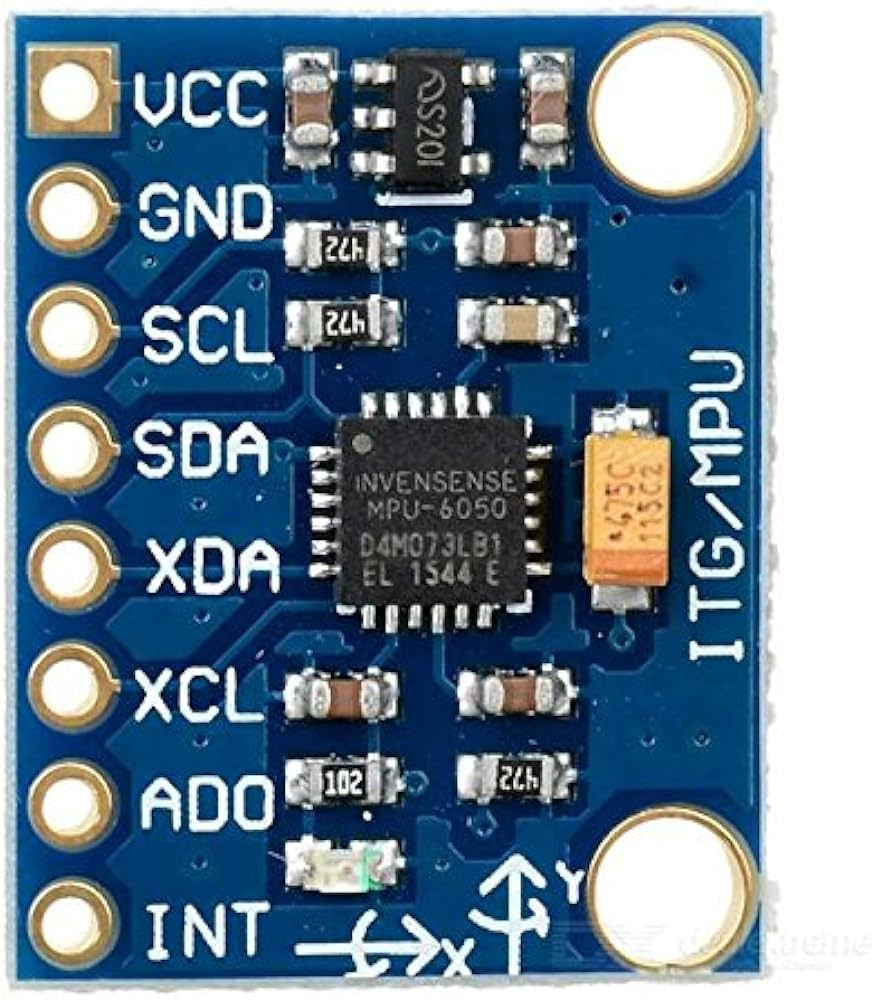 VCC
S20I
GND
472
SCL
472
SDA
INVENSENSE
MPU-6050
D4M073LB1
EL 1544 E
475C
115C2
ITG/MPU
XDA
XCL
ADO
102
472
INT
X
Y